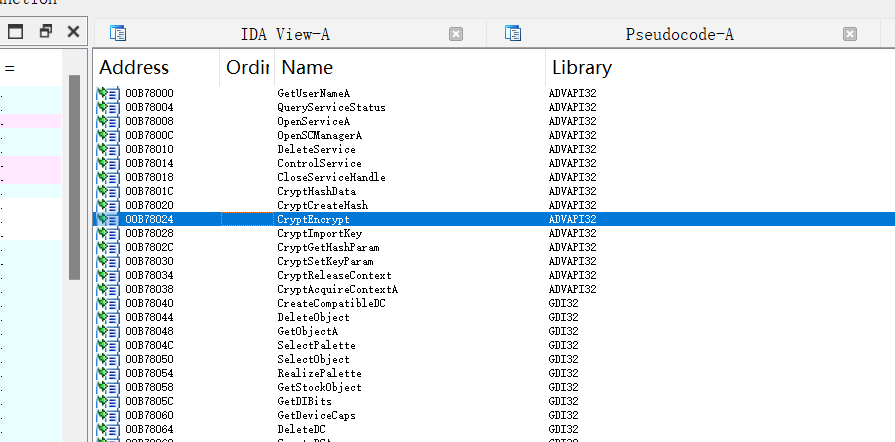 IDA View-A Pseudocode-A
= Address Ordin Name Library
00B78000 GetUserNameA ADVAPI32
00B78004 QueryServiceStatus ADVAPI32
00B78008 OpenServiceA ADVAPI32
00B7800C OpenSCManagerA ADVAPI32
00B78010 DeleteService ADVAPI32
00B78014 ControlService ADVAPI32
00B78018 CloseServiceHandle ADVAPI32
00B7801C CryptHashData ADVAPI32
00B78020 CryptCreateHash ADVAPI32
00B78024 CryptEncrypt ADVAPI32
00B78028 CryptImportKey ADVAPI32
00B7802C CryptGetHashParam ADVAPI32
00B78030 CryptSetKeyParam ADVAPI32
00B78034 CryptReleaseContext ADVAPI32
00B78038 CryptAcquireContextA ADVAPI32
00B78040 CreateCompatibleDC GDI32
00B78044 DeleteObject GDI32
00B78048 GetObjectA GDI32
00B7804C SelectPalette GDI32
00B78050 SelectObject GDI32
00B78054 RealizePalette GDI32
00B78058 GetStockObject GDI32
00B7805C GetDIBits GDI32
00B78060 GetDeviceCaps GDI32
00B78064 DeleteDC GDI32